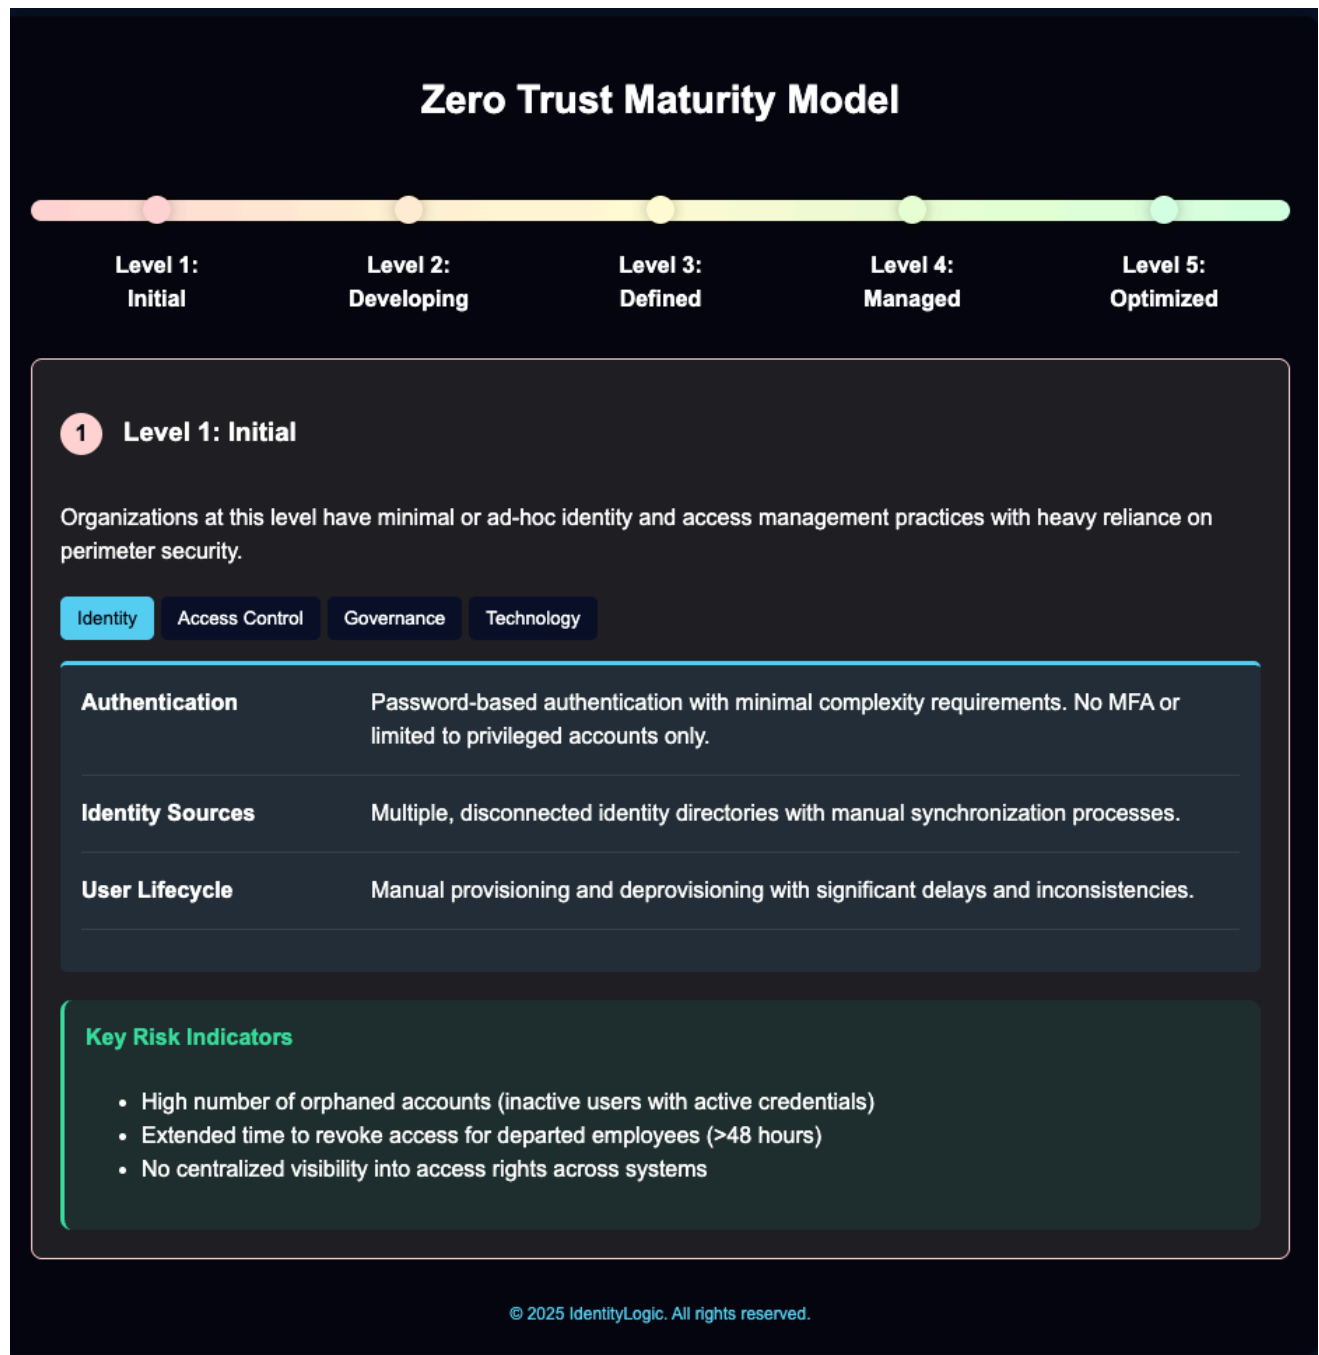 Zero Trust Maturity Model
Level 1:
Initial
Level 2:
Developing
Level 3:
Defined
Level 4:
Managed
Level 5:
Optimized
1
Level 1: Initial
Organizations at this level have minimal or ad-hoc identity and access management practices with heavy reliance on
perimeter security.
Identity
Access Control
Governance
Technology
Authentication
Password-based authentication with minimal complexity requirements. No MFA or
limited to privileged accounts only.
Identity Sources
Multiple, disconnected identity directories with manual synchronization processes.
User Lifecycle
Manual provisioning and deprovisioning with significant delays and inconsistencies.
Key Risk Indicators
• High number of orphaned accounts (inactive users with active credentials)
• Extended time to revoke access for departed employees (>48 hours)
• No centralized visibility into access rights across systems
© 2025 IdentityLogic. All rights reserved.